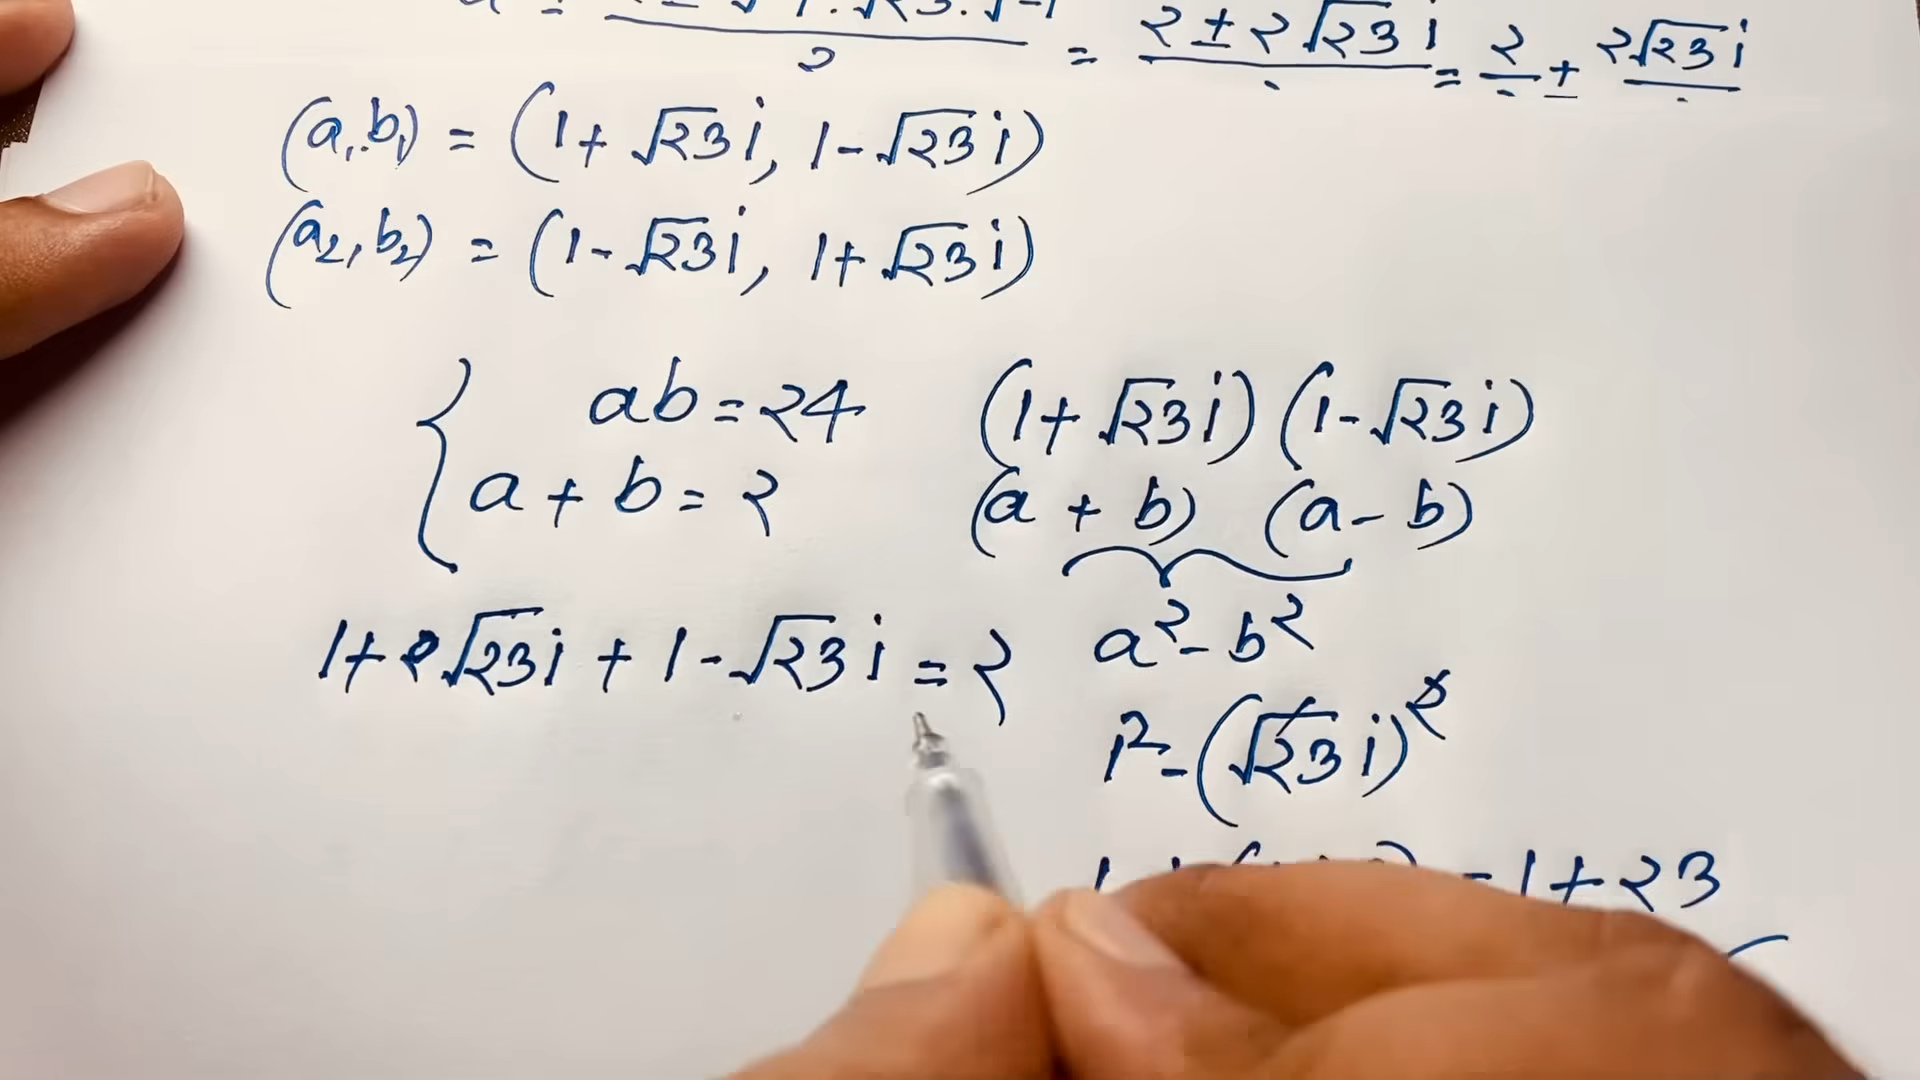 = 2 ± 2√23 i = 2 ± 2√23 i
2
(a₁, b₁) = (1 + √23 i, 1 - √23 i)
(a₂, b₂) = (1 - √23 i, 1 + √23 i)
{ ab = 24
a + b = 2
(1 + √23 i) (1 - √23 i)
(a + b) (a - b)
a² - b²
1² - (√23 i)²
= 1 + 23
1 + √23 i + 1 - √23 i = 2